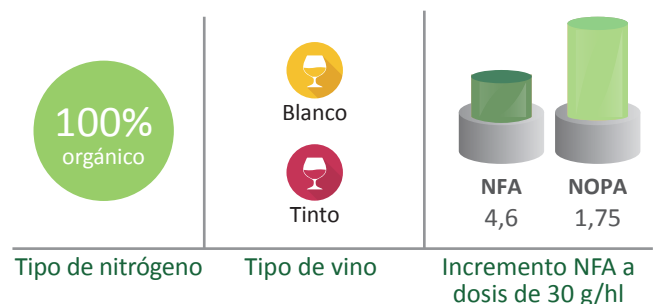 100%
orgánico
Tipo de nitrógeno
Blanco
Tinto
Tipo de vino
NFA NOPA
4,6 1,75
Incremento NFA a
dosis de 30 g/hl